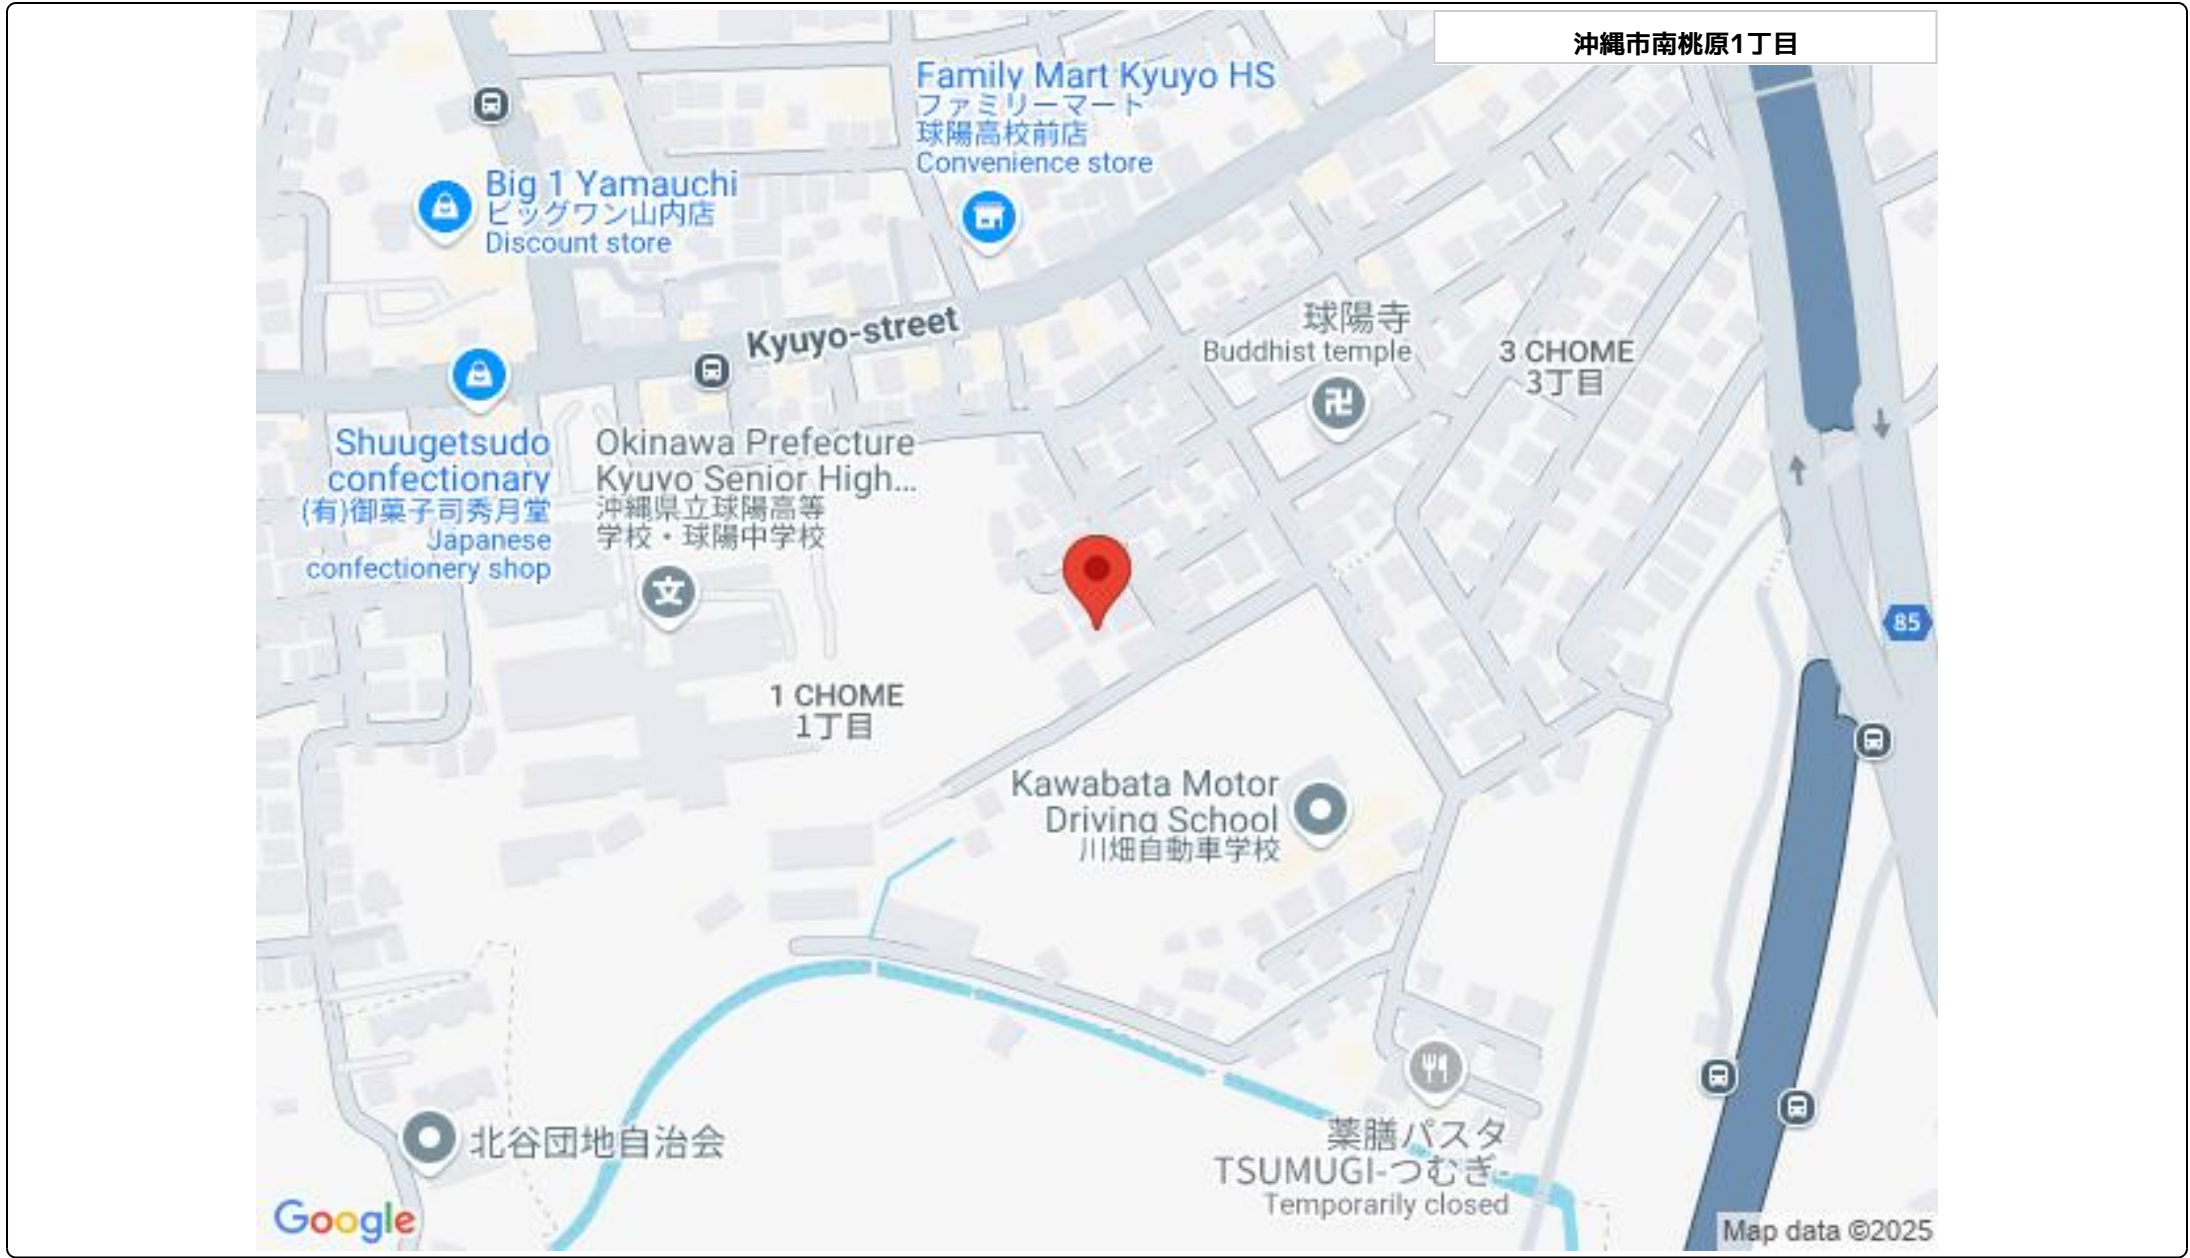 沖縄市南桃原1丁目
Family Mart Kyuyo HS
ファミリーマート
球陽高校前店
Convenience store
Big 1 Yamauchi
ビッグワン山内店
Discount store
Kyuyo-street
球陽寺
Buddhist temple
3 CHOME
3丁目
Shuugetsudo
confectionary
(有)御菓子司秀月堂
Japanese
confectionery shop
Okinawa Prefecture
Kyuyo Senior High...
沖縄県立球陽高等
学校・球陽中学校
85
1 CHOME
1丁目
Kawabata Motor
Driving School
川畑自動車学校
北谷団地自治会
薬膳パスタ
TSUMUGI-つむぎ-
Temporarily closed
Google
Map data ©2025